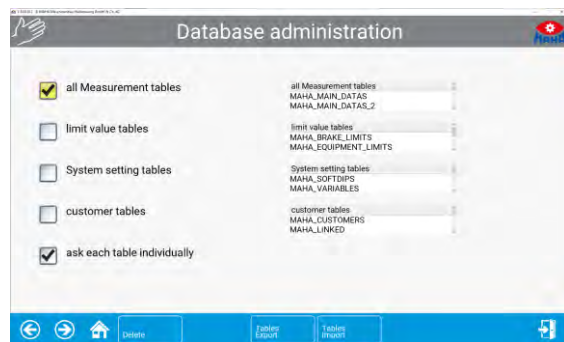 Database administration
MAHA
all Measurement tables
all Measurement tables
MAHA_MAIN_DATAS
MAHA_MAIN_DATAS_2
limit value tables
limit value tables
MAHA_BRAKE_LIMITS
MAHA_EQUIPMENT_LIMITS
System setting tables
System setting tables
MAHA_SOFTDIPS
MAHA_VARIABLES
customer tables
customer tables
MAHA_CUSTOMERS
MAHA_LINKED
ask each table individually
Delete
Tables
Export
Tables
Import